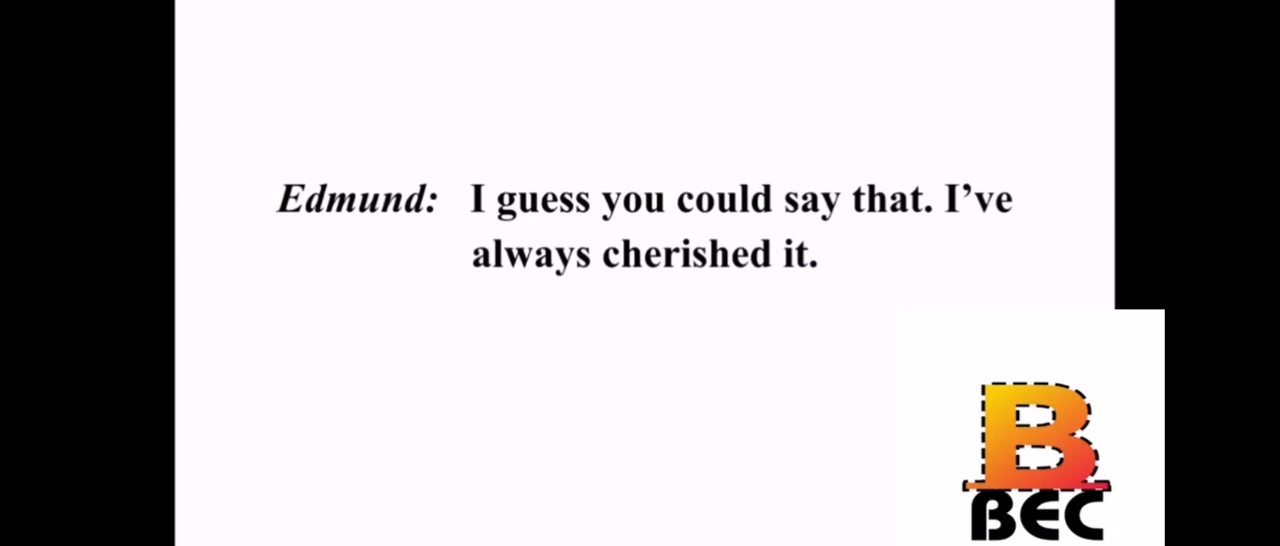 Edmund: I guess you could say that. I’ve
always cherished it.
B
BEC